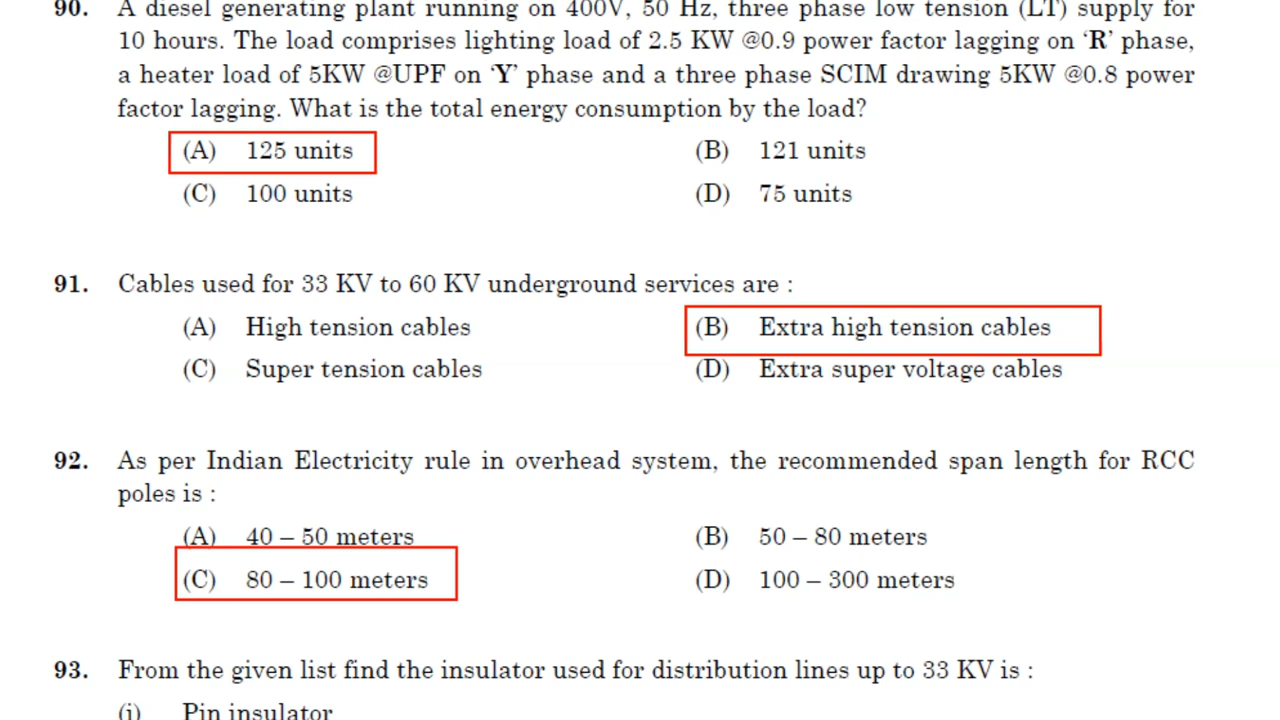 90. A diesel generating plant running on 400V, 50 Hz, three phase low tension (LT) supply for
10 hours. The load comprises lighting load of 2.5 KW @0.9 power factor lagging on ‘R’ phase,
a heater load of 5KW @UPF on ‘Y’ phase and a three phase SCIM drawing 5KW @0.8 power
factor lagging. What is the total energy consumption by the load?
(A) 125 units (B) 121 units
(C) 100 units (D) 75 units
91. Cables used for 33 KV to 60 KV underground services are :
(A) High tension cables (B) Extra high tension cables
(C) Super tension cables (D) Extra super voltage cables
92. As per Indian Electricity rule in overhead system, the recommended span length for RCC
poles is :
(A) 40 – 50 meters (B) 50 – 80 meters
(C) 80 – 100 meters (D) 100 – 300 meters
93. From the given list find the insulator used for distribution lines up to 33 KV is :
(i) Pin insulator